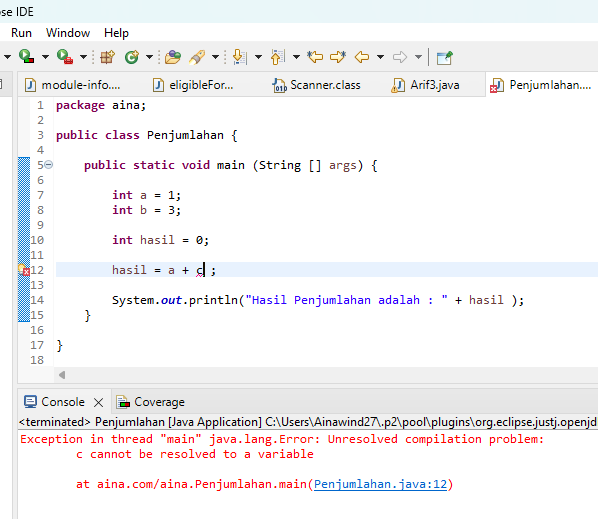 se IDE
Run Window Help
module-info.... eligibleFor... Scanner.class Arif3.java Penjumlahan....
1 package aina;
2
3 public class Penjumlahan {
4
5 public static void main (String [] args) {
6
7 int a = 1;
8 int b = 3;
9
10 int hasil = 0;
11
12 hasil = a + c ;
13
14 System.out.println("Hasil Penjumlahan adalah : " + hasil );
15 }
16
17 }
18
Console Coverage
<terminated> Penjumlahan [Java Application] C:\Users\Ainawind27\.p2\pool\plugins\org.eclipse.justj.openjd
Exception in thread "main" java.lang.Error: Unresolved compilation problem:
c cannot be resolved to a variable
at aina.com/aina.Penjumlahan.main(Penjumlahan.java:12)